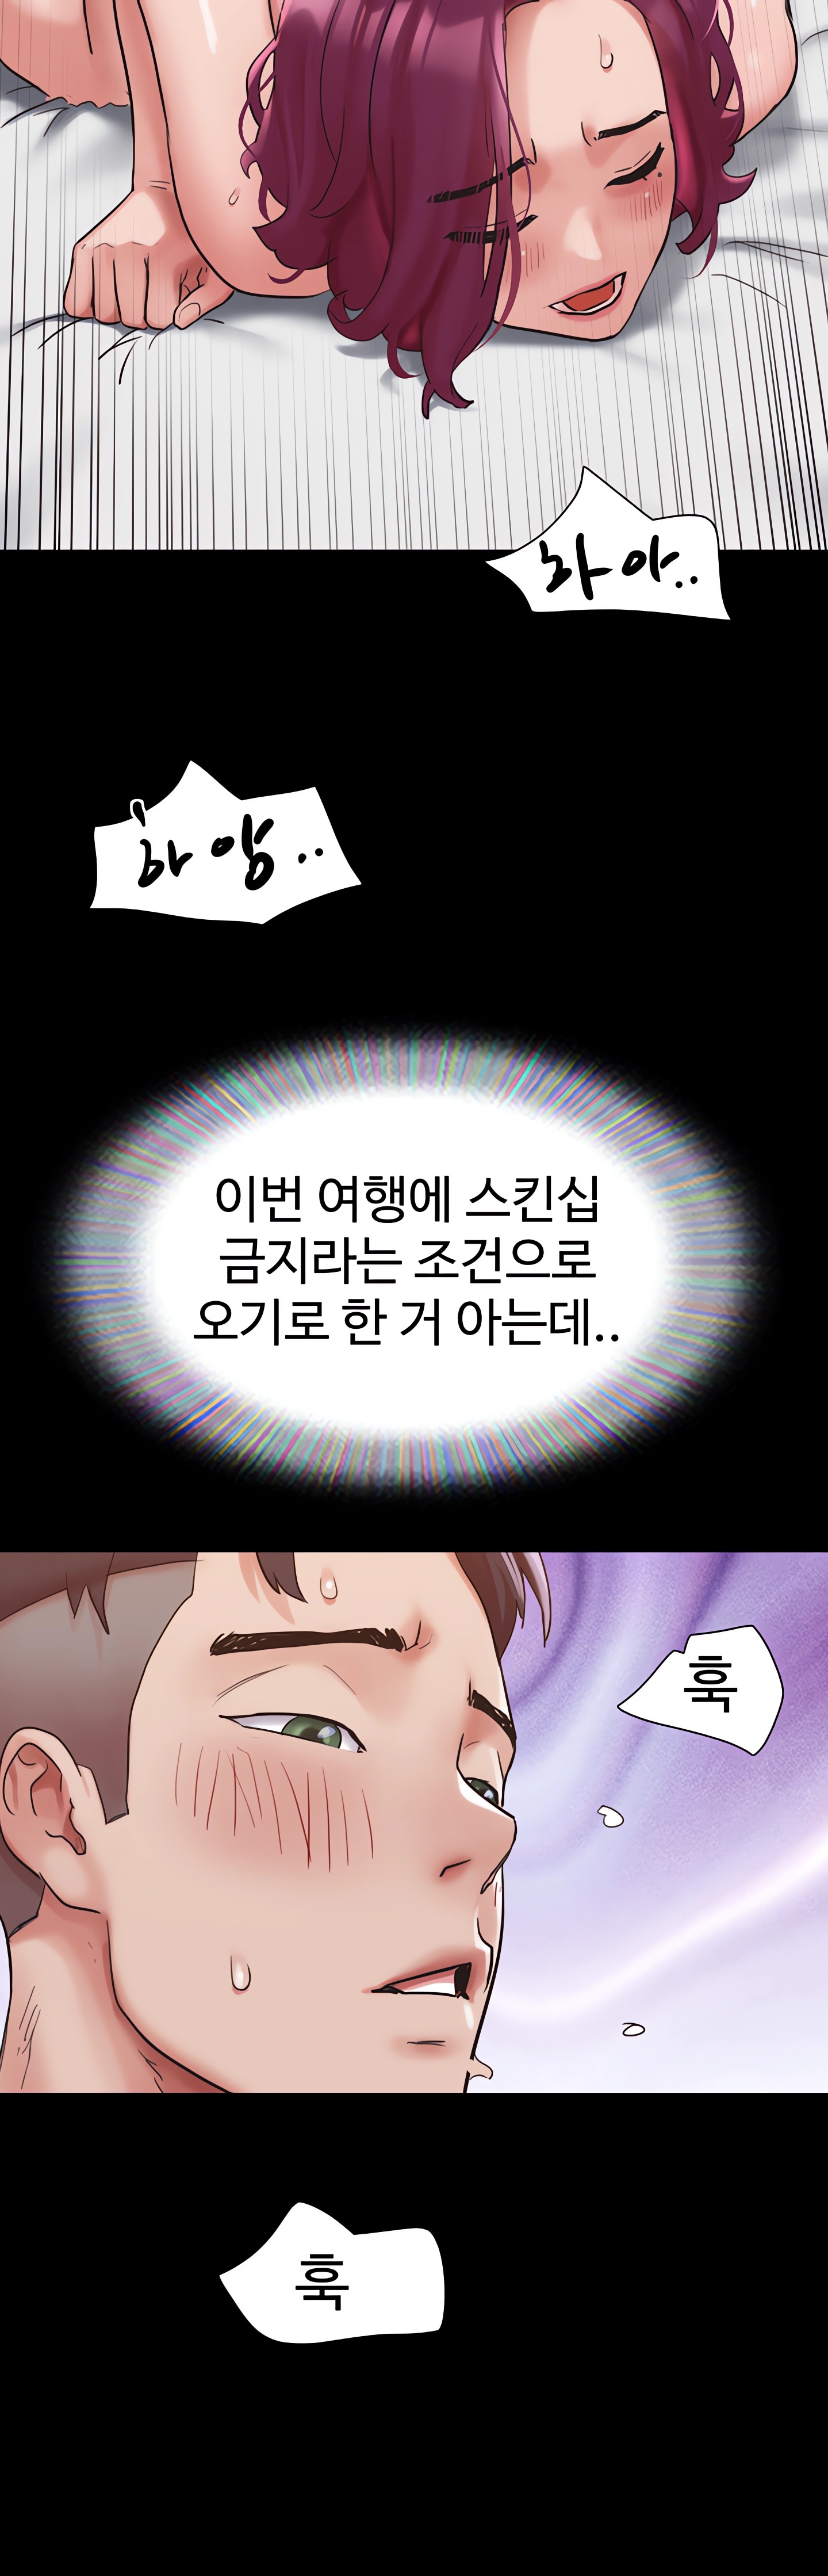 하아..
하앙..
이번 여행에 스킨십
금지라는 조건으로
오기로 한 거 아는데..
훅
훅